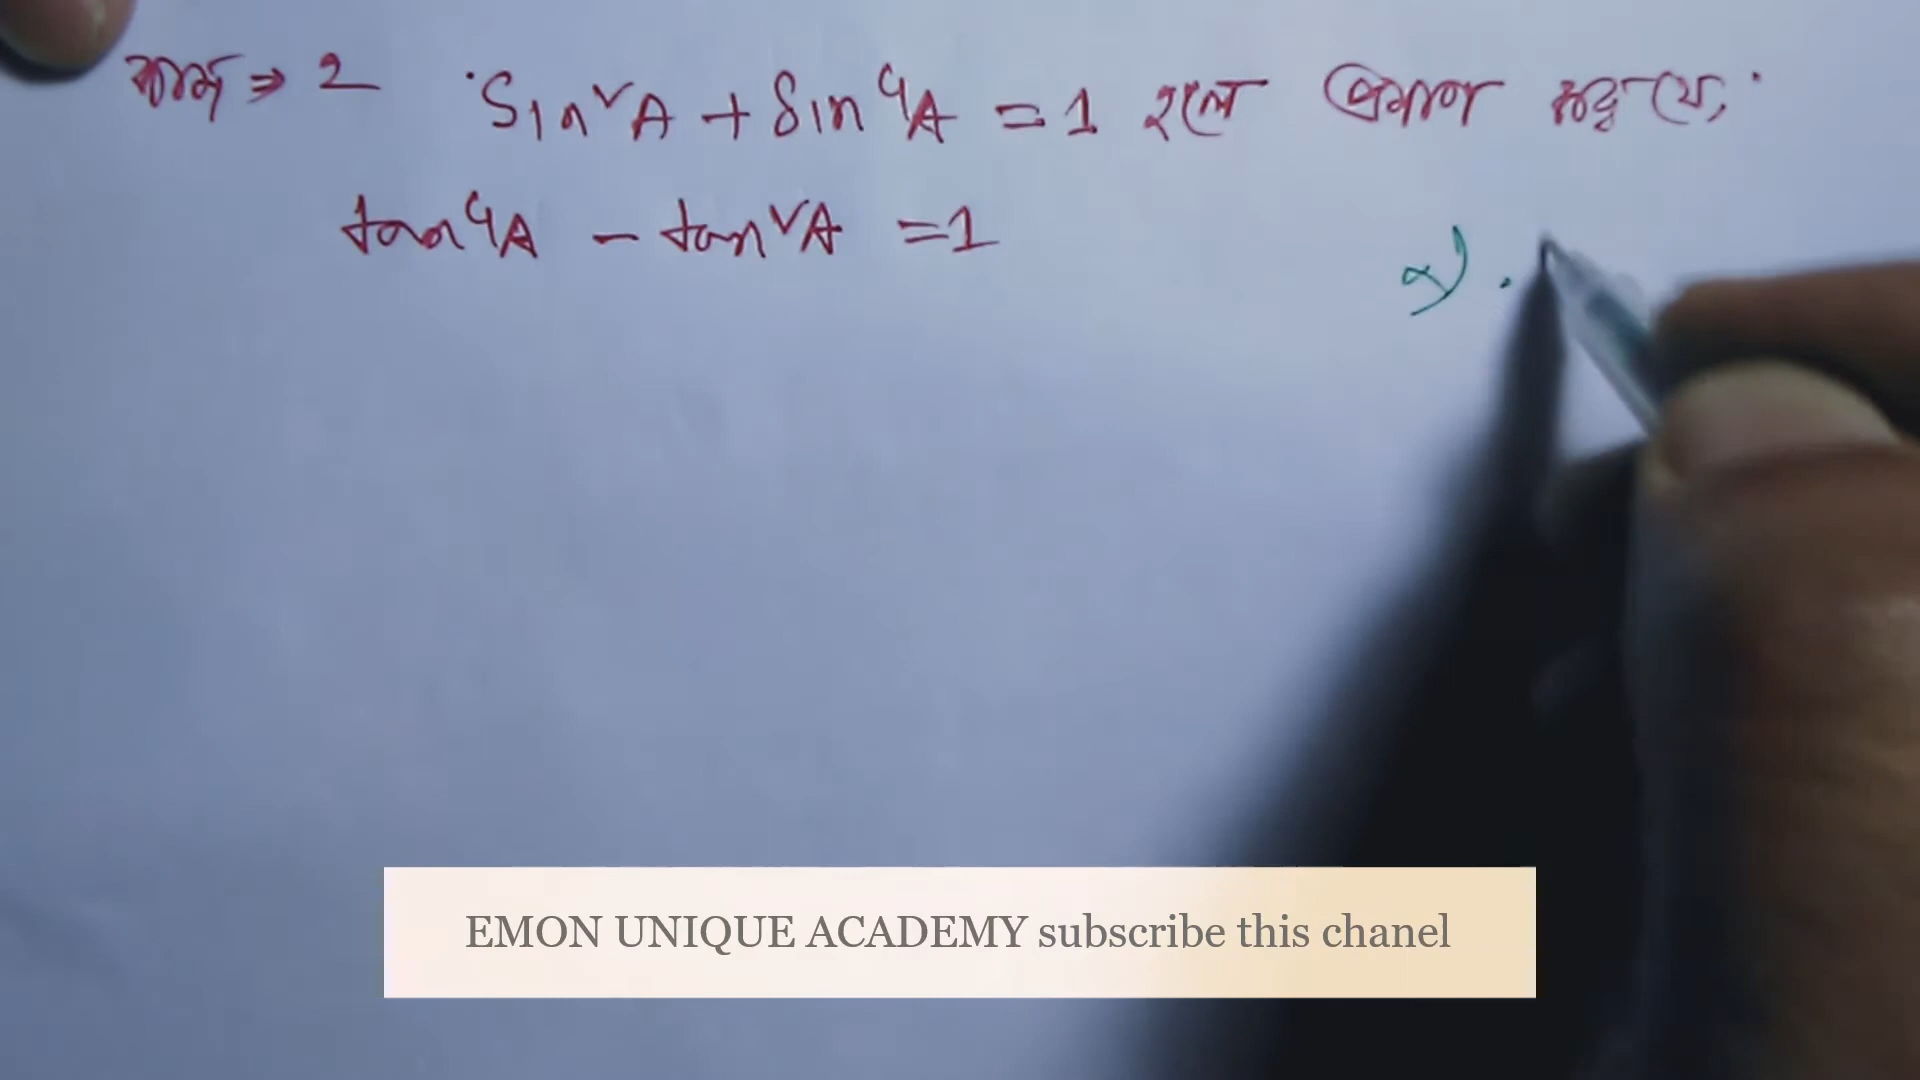 কাজ ⇒ 2 sin²A + sin⁴A = 1 হলে প্রমাণ কর যে,
tan⁴A − tan²A = 1
EMON UNIQUE ACADEMY subscribe this chanel